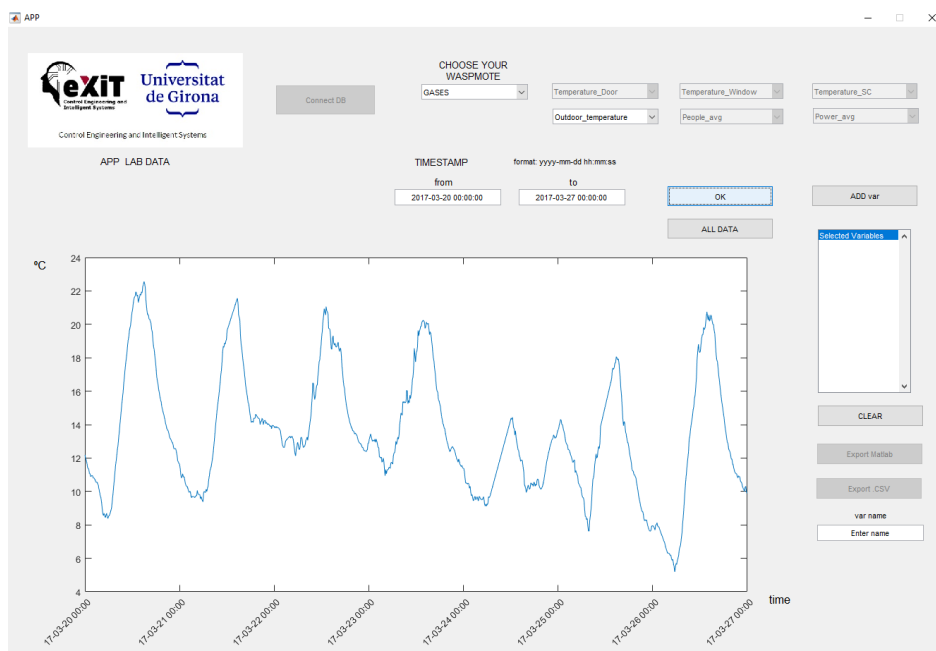 APP
eXiT
Control Engineering and
Intelligent Systems
Universitat
de Girona
Control Engineering and Intelligent Systems
APP LAB DATA
Connect DB
CHOOSE YOUR
WASPMOTE
GASES
Temperature_Door
Temperature_Window
Temperature_SC
Outdoor_temperature
People_avg
Power_avg
TIMESTAMP
format: yyyy-mm-dd hh:mm:ss
from
to
2017-03-20 00:00:00
2017-03-27 00:00:00
OK
ADD var
ALL DATA
Selected Variables
ºC
24
22
20
18
16
14
12
10
8
6
4
17-03-20 00:00
17-03-21 00:00
17-03-22 00:00
17-03-23 00:00
17-03-24 00:00
17-03-25 00:00
17-03-26 00:00
17-03-27 00:00
time
CLEAR
Export Matlab
Export CSV
var name
Enter name